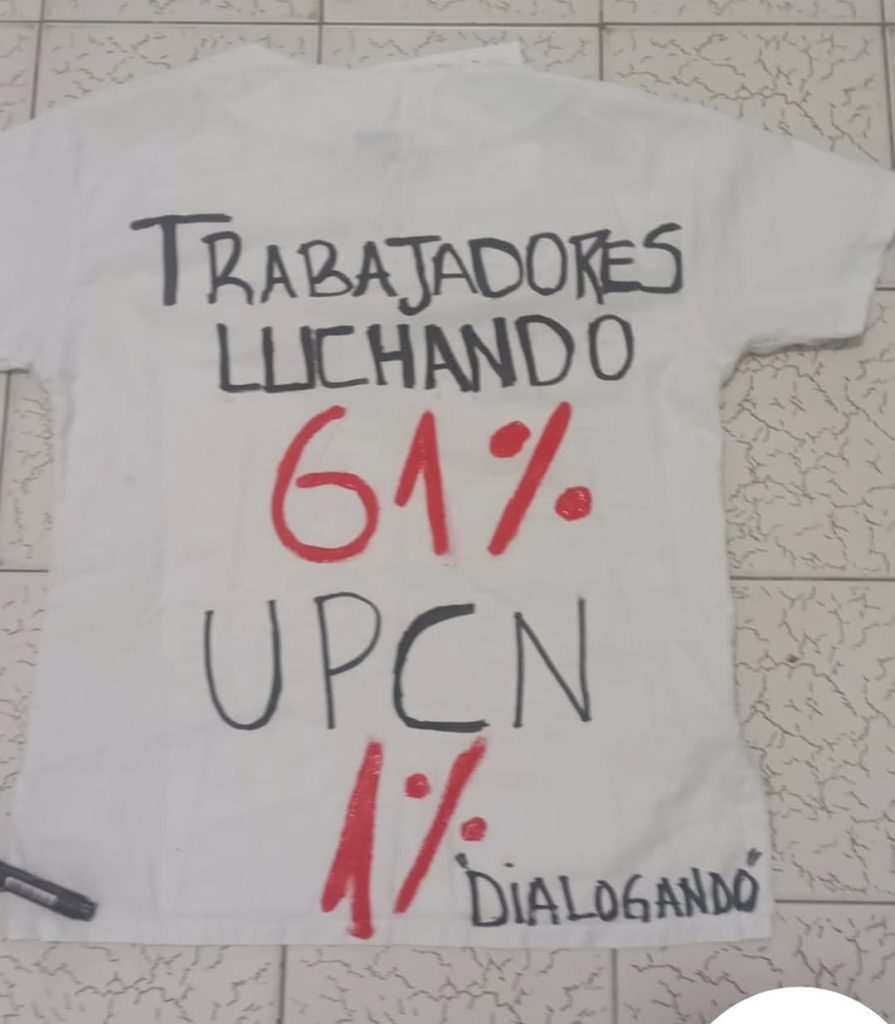 TRABAJADORES
LUCHANDO
61%
UPCN
1%
"DiALOGANDO"